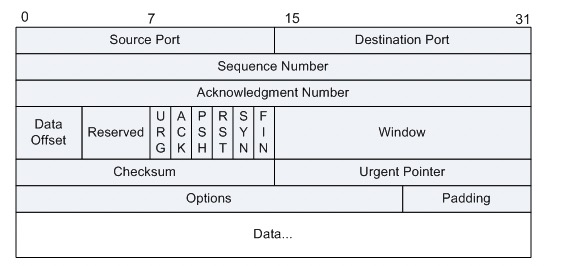 0 7 15 31
Source Port Destination Port
Sequence Number
Acknowledgment Number
Data Offset Reserved URG ACK PSH RST SYN FIN Window
Checksum Urgent Pointer
Options Padding
Data...